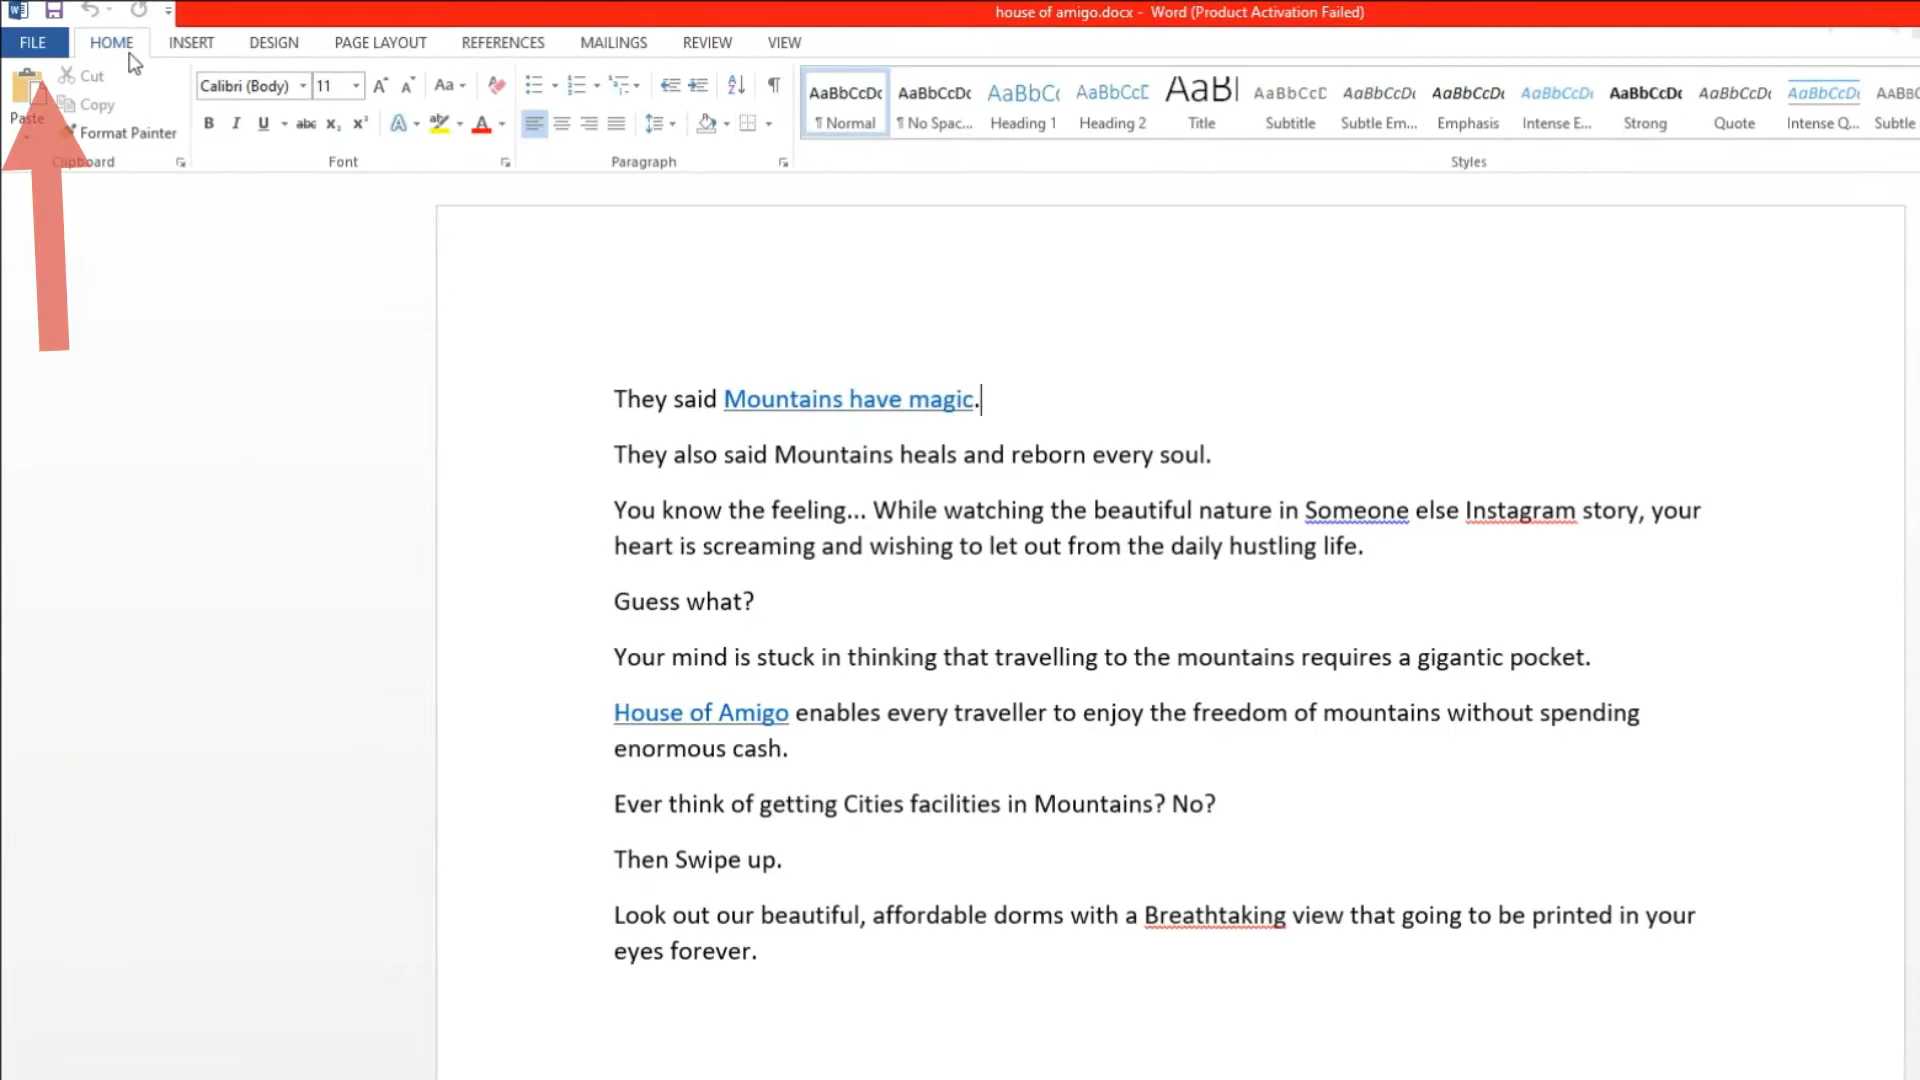 house of amigo.docx - Word (Product Activation Failed)
FILE HOME INSERT DESIGN PAGE LAYOUT REFERENCES MAILINGS REVIEW VIEW
Paste
Cut
Copy
Format Painter
Clipboard
Calibri (Body) 11
Font
Paragraph
AaBbCcDc AaBbCcDc AaBbCc AaBbCcD AaBl AaBbCcD AaBbCcDc AaBbCcDc AaBbCcDc AaBbCcDc AaBbCcDc AaBbCcDc AABBC
¶ Normal ¶ No Spac... Heading 1 Heading 2 Title Subtitle Subtle Em... Emphasis Intense E... Strong Quote Intense Q... Subtle
Styles
They said Mountains have magic.
They also said Mountains heals and reborn every soul.
You know the feeling... While watching the beautiful nature in Someone else Instagram story, your
heart is screaming and wishing to let out from the daily hustling life.
Guess what?
Your mind is stuck in thinking that travelling to the mountains requires a gigantic pocket.
House of Amigo enables every traveller to enjoy the freedom of mountains without spending
enormous cash.
Ever think of getting Cities facilities in Mountains? No?
Then Swipe up.
Look out our beautiful, affordable dorms with a Breathtaking view that going to be printed in your
eyes forever.